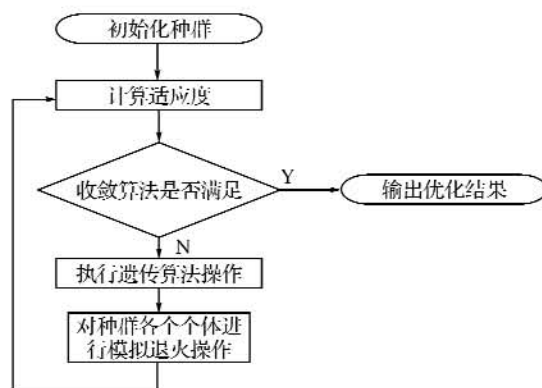 初始化种群
计算适应度
收敛算法是否满足
Y
输出优化结果
N
执行遗传算法操作
对种群各个个体进
行模拟退火操作